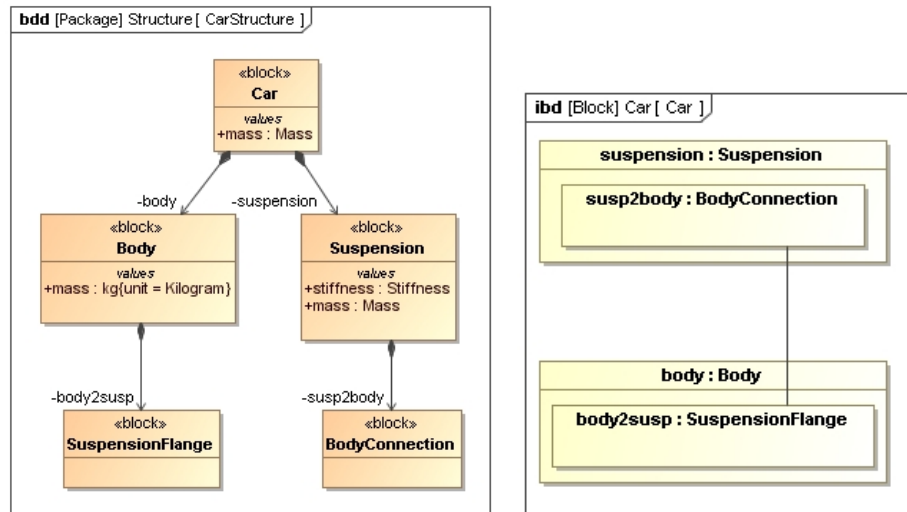 bdd [Package] Structure [ CarStructure ]
«block»
Car
values
+mass : Mass
-body
-suspension
«block»
Body
values
+mass : kg{unit = Kilogram}
«block»
Suspension
values
+stiffness : Stiffness
+mass : Mass
-body2susp
-susp2body
«block»
SuspensionFlange
«block»
BodyConnection
ibd [Block] Car [ Car ]
suspension : Suspension
susp2body : BodyConnection
body : Body
body2susp : SuspensionFlange